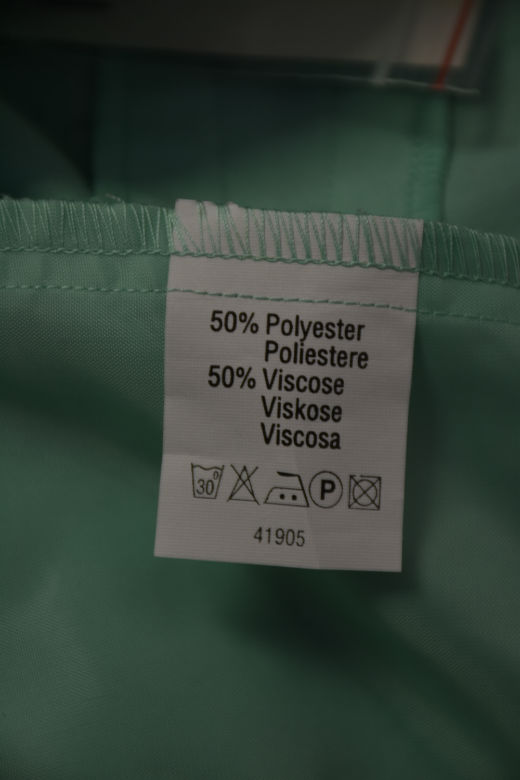 50% Polyester
Poliestere
50% Viscose
Viskose
Viscosa
30° P
41905